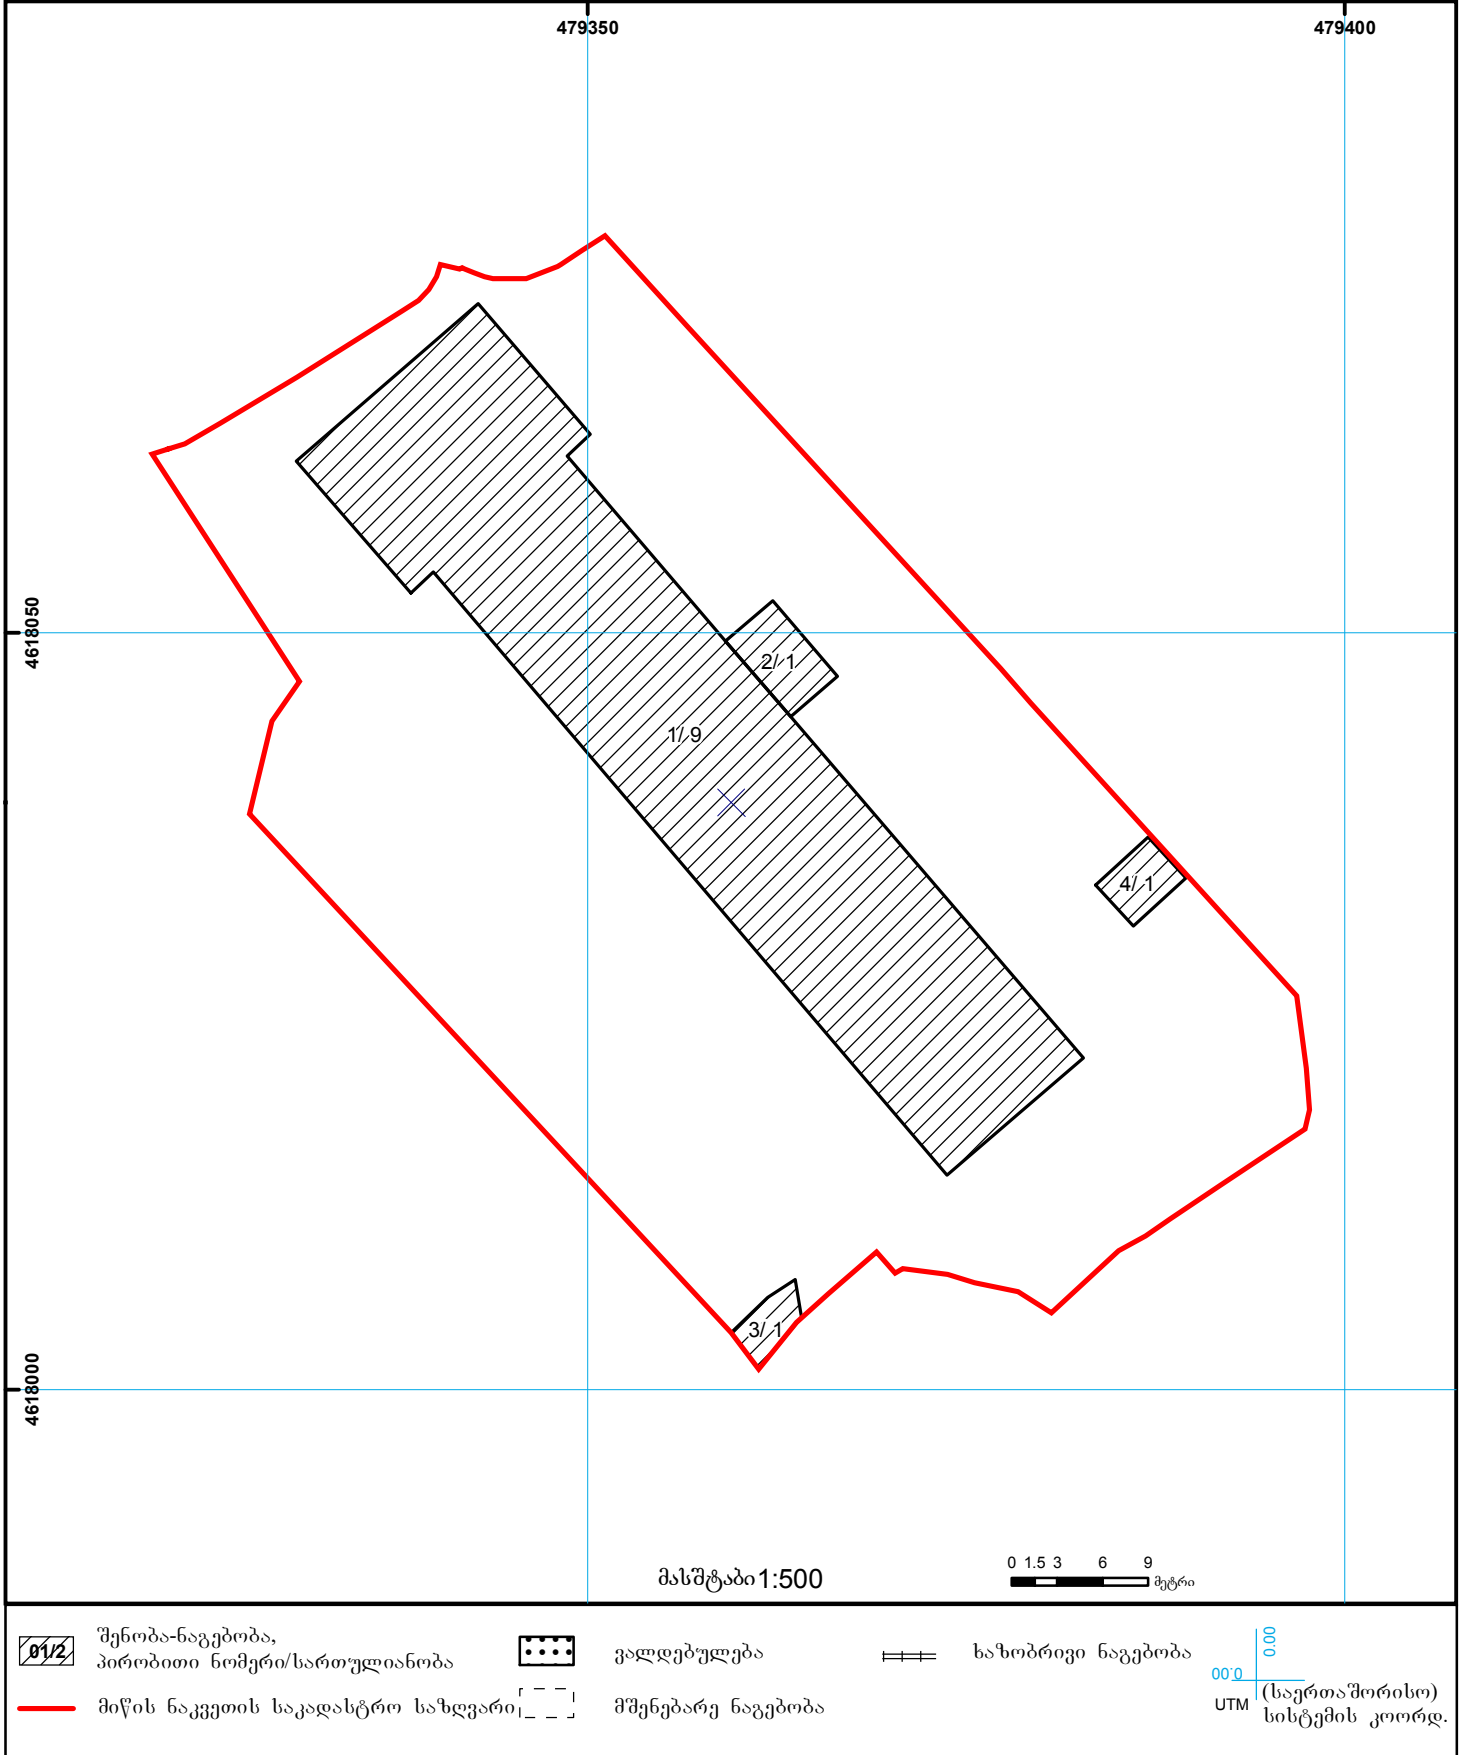 479350
479400
4618050
2/ 1
1/ 9
4/ 1
3/ 1
4618000
მასშტაბი 1:500
0 1.5 3 6 9
მეტრი
01/2
შენობა-ნაგებობა,
პირობითი ნომერი/სართულიანობა
ვალდებულება
ხაზობრივი ნაგებობა
მიწის ნაკვეთის საკადასტრო საზღვარი
მშენებარე ნაგებობა
00.0
00.0
UTM
(საერთაშორისო)
სისტემის კოორდ.